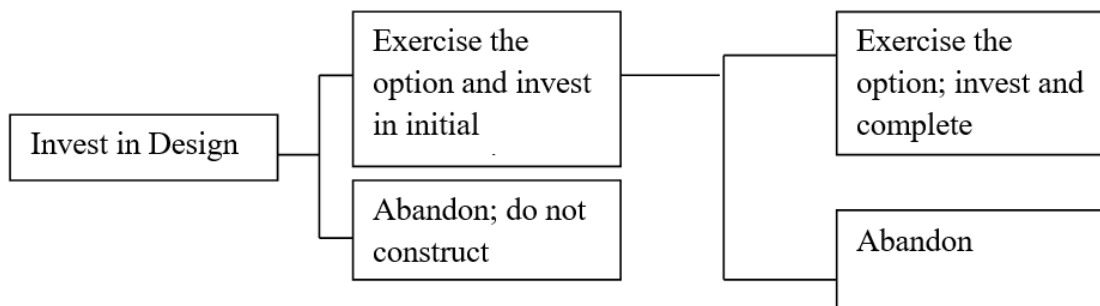 Invest in Design
Exercise the
option and invest
in initial
Abandon; do not
construct
Exercise the
option; invest and
complete
Abandon